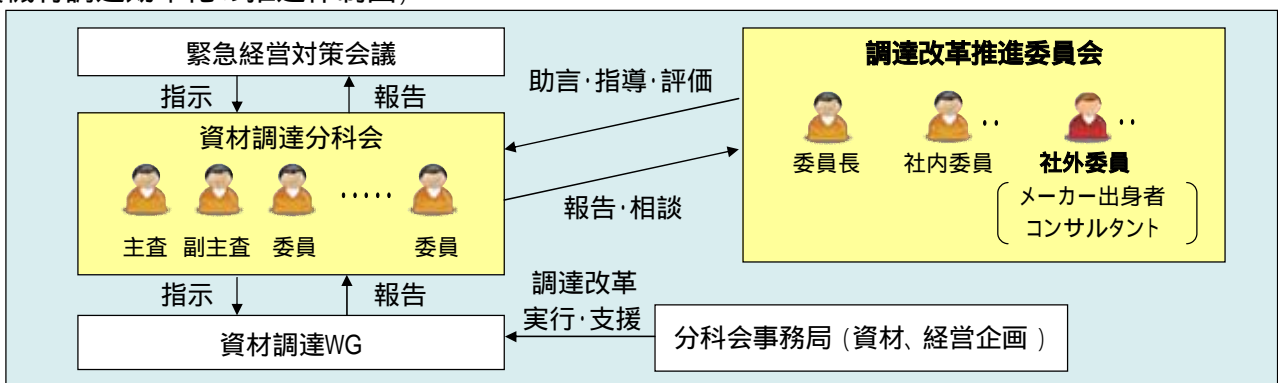 緊急経営対策会議
指示
報告
資材調達分科会
主査
副主査
委員
・・・・・
委員
指示
報告
資材調達WG
助言・指導・評価
報告・相談
調達改革推進委員会
委員長
社内委員
・・
社外委員
・・
メーカー出身者
コンサルタント
調達改革
実行・支援
分科会事務局(資材、経営企画)